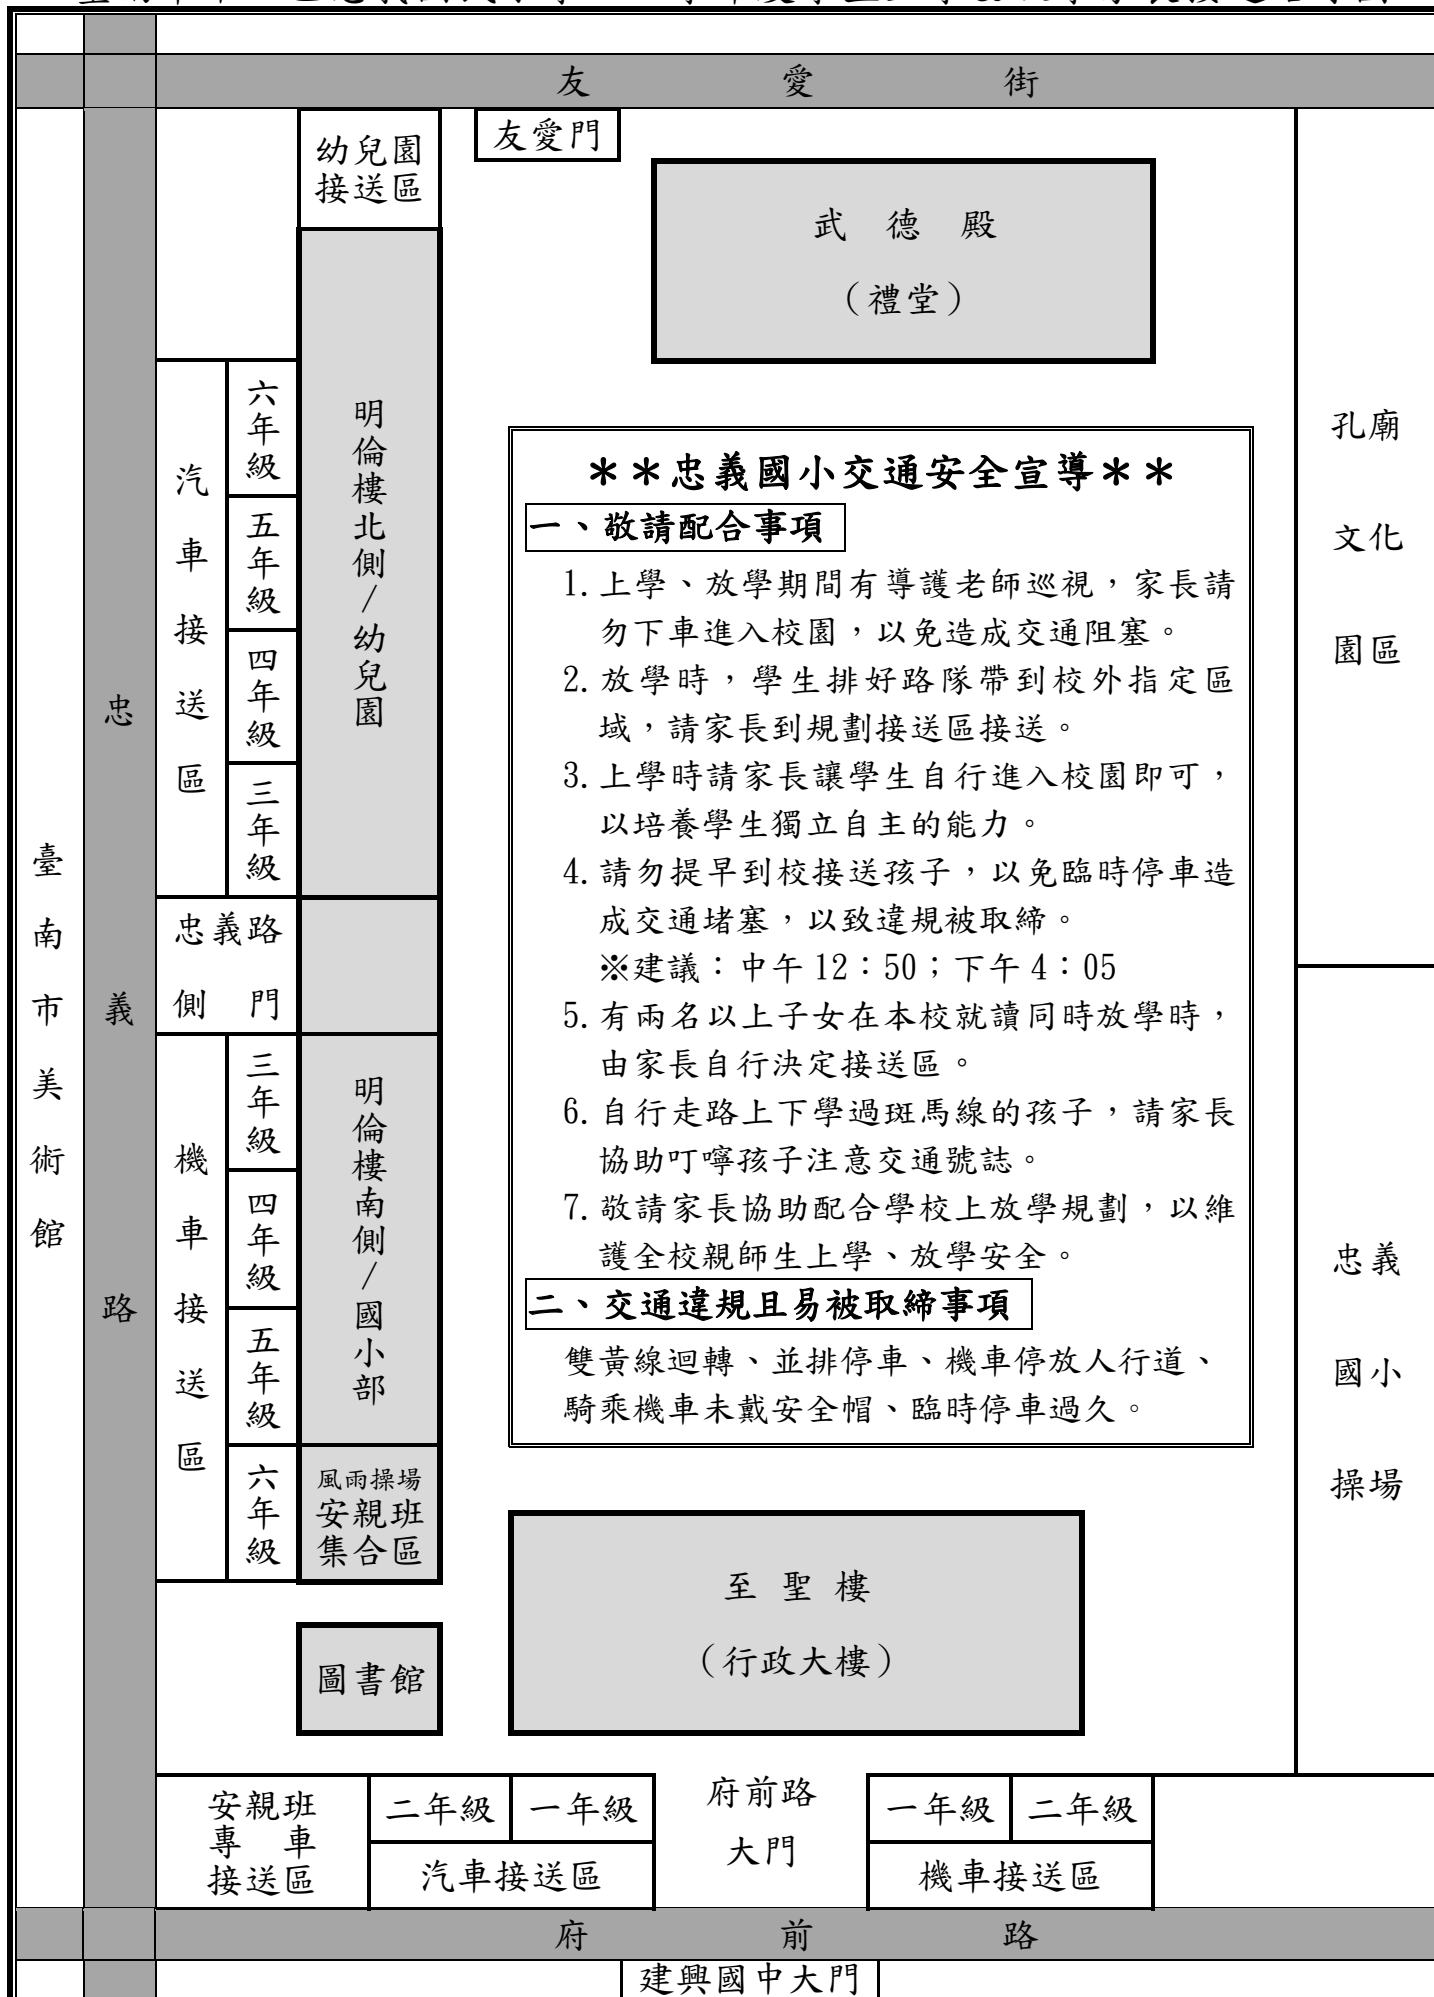 友愛街
幼兒園
接送區
友愛門
武德殿
（禮堂）
孔廟
文化
園區
臺南市美術館
忠義路
汽車接送區
六年級
五年級
四年級
三年級
明倫樓北側/幼兒園
忠義路
側門
機車接送區
三年級
四年級
五年級
六年級
明倫樓南側/國小部
風雨操場
安親班
集合區
圖書館
＊＊忠義國小交通安全宣導＊＊
一、敬請配合事項
1.上學、放學期間有導護老師巡視，家長請
勿下車進入校園，以免造成交通阻塞。
2.放學時，學生排好路隊帶到校外指定區
域，請家長到規劃接送區接送。
3.上學時請家長讓學生自行進入校園即可，
以培養學生獨立自主的能力。
4.請勿提早到校接送孩子，以免臨時停車造
成交通堵塞，以致違規被取締。
※建議：中午12：50；下午4：05
5.有兩名以上子女在本校就讀同時放學時，
由家長自行決定接送區。
6.自行走路上下學過斑馬線的孩子，請家長
協助叮嚀孩子注意交通號誌。
7.敬請家長協助配合學校上放學規劃，以維
護全校親師生上學、放學安全。
二、交通違規且易被取締事項
雙黃線迴轉、並排停車、機車停放人行道、
騎乘機車未戴安全帽、臨時停車過久。
忠義
國小
操場
至聖樓
（行政大樓）
安親班
專車
接送區
二年級
一年級
汽車接送區
府前路
大門
一年級
二年級
機車接送區
府前路
建興國中大門